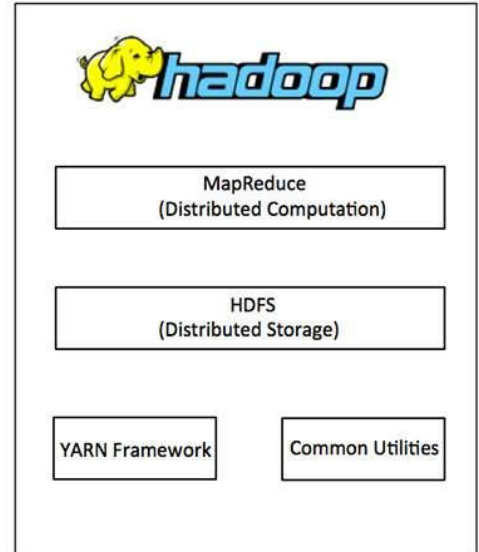 hadoop
MapReduce
(Distributed Computation)
HDFS
(Distributed Storage)
YARN Framework
Common Utilities